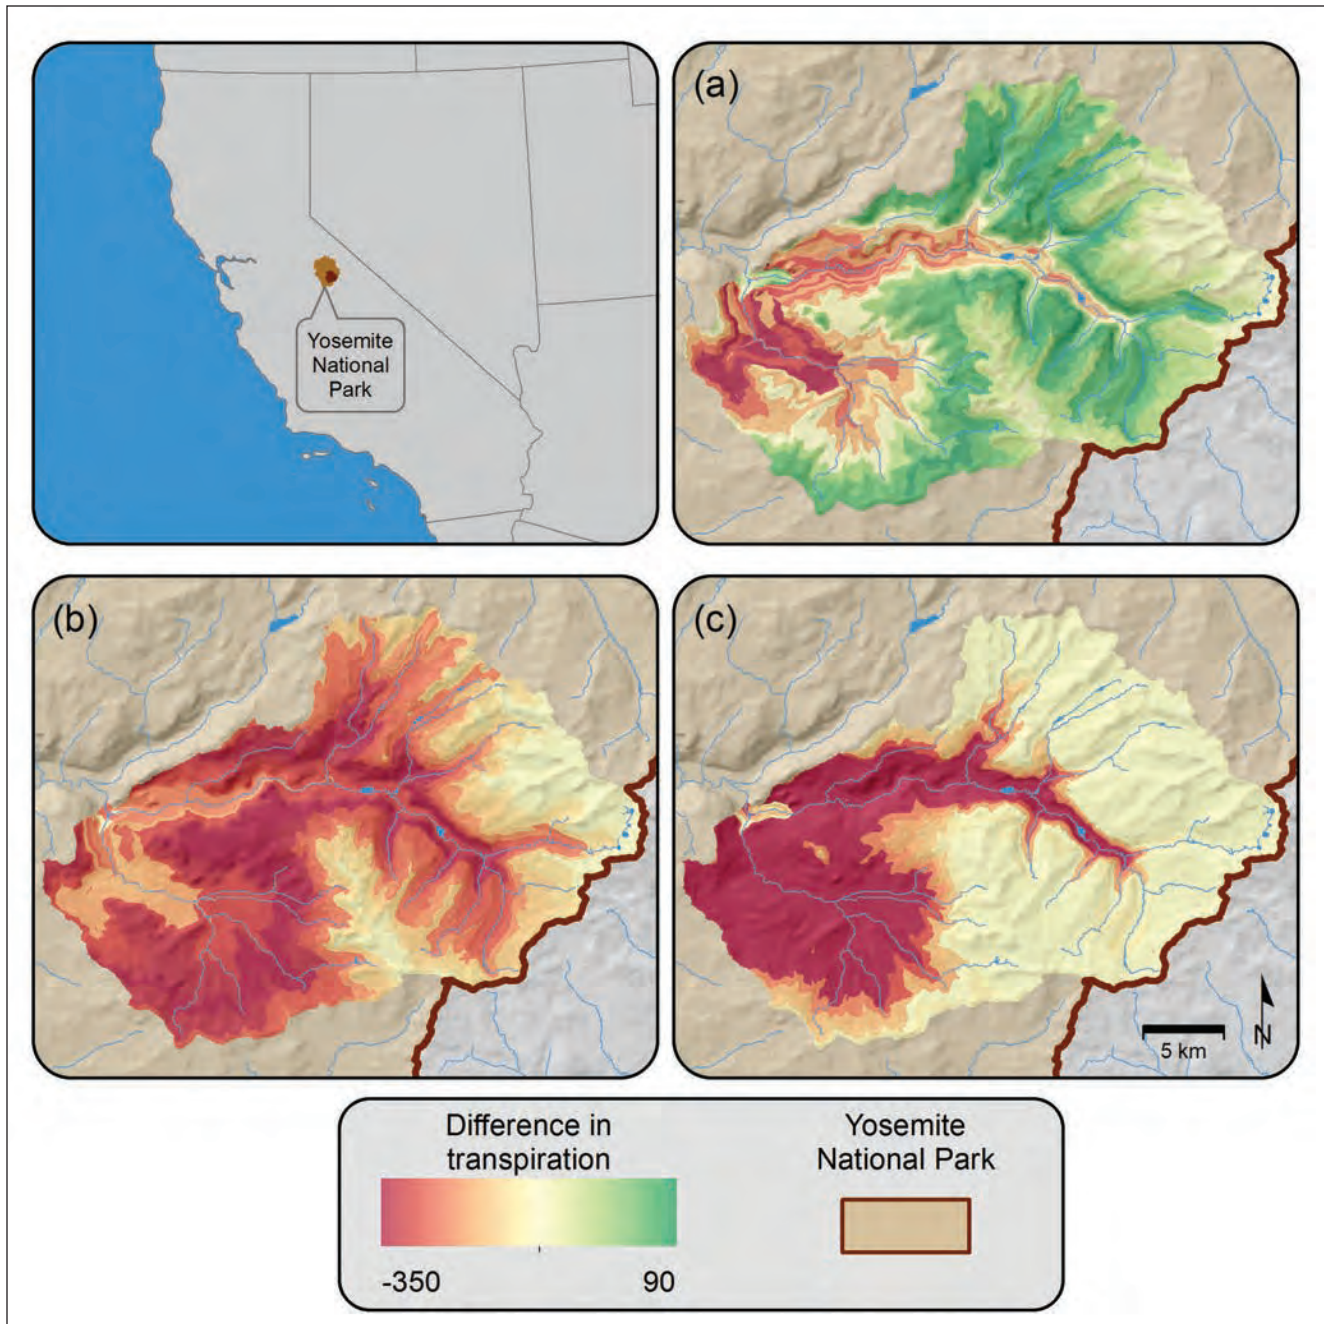 Yosemite
National
Park
(a)
(b)
(c)
5 km
N
Difference in
transpiration
-350
90
Yosemite
National Park